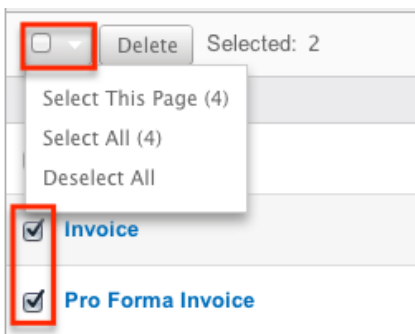 Delete Selected: 2
Select This Page (4)
Select All (4)
Deselect All
Invoice
Pro Forma Invoice